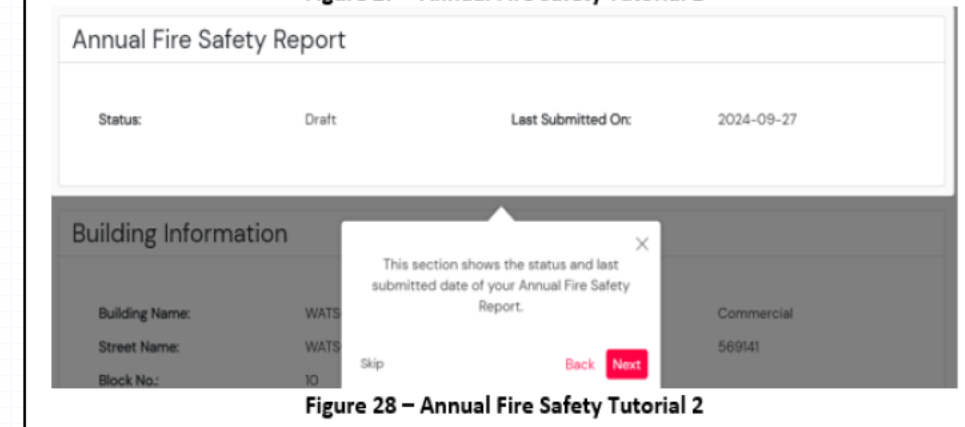 Annual Fire Safety Report
Status: Draft Last Submitted On: 2024-09-27
Building Information
This section shows the status and last
submitted date of your Annual Fire Safety
Report.
Building Name: WATS Commercial
Street Name: WATS 569141
Skip Back Next
Block No.: 10
Figure 28 – Annual Fire Safety Tutorial 2